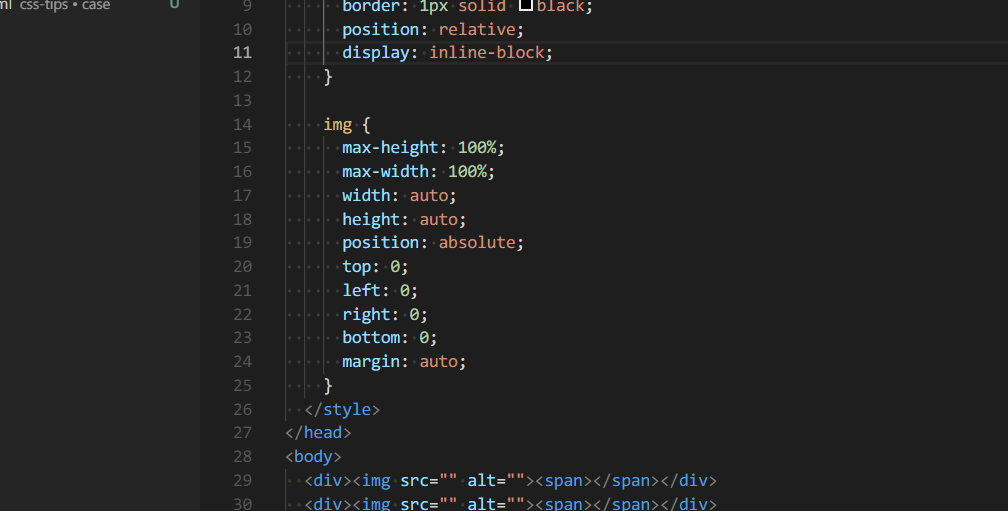 ml css-tips • case U
9 border: 1px solid black;
10 position: relative;
11 display: inline-block;
12 }
13
14 img {
15 max-height: 100%;
16 max-width: 100%;
17 width: auto;
18 height: auto;
19 position: absolute;
20 top: 0;
21 left: 0;
22 right: 0;
23 bottom: 0;
24 margin: auto;
25 }
26 </style>
27 </head>
28 <body>
29 <div><img src="" alt=""><span></span></div>
30 <div><img src="" alt=""><span></span></div>